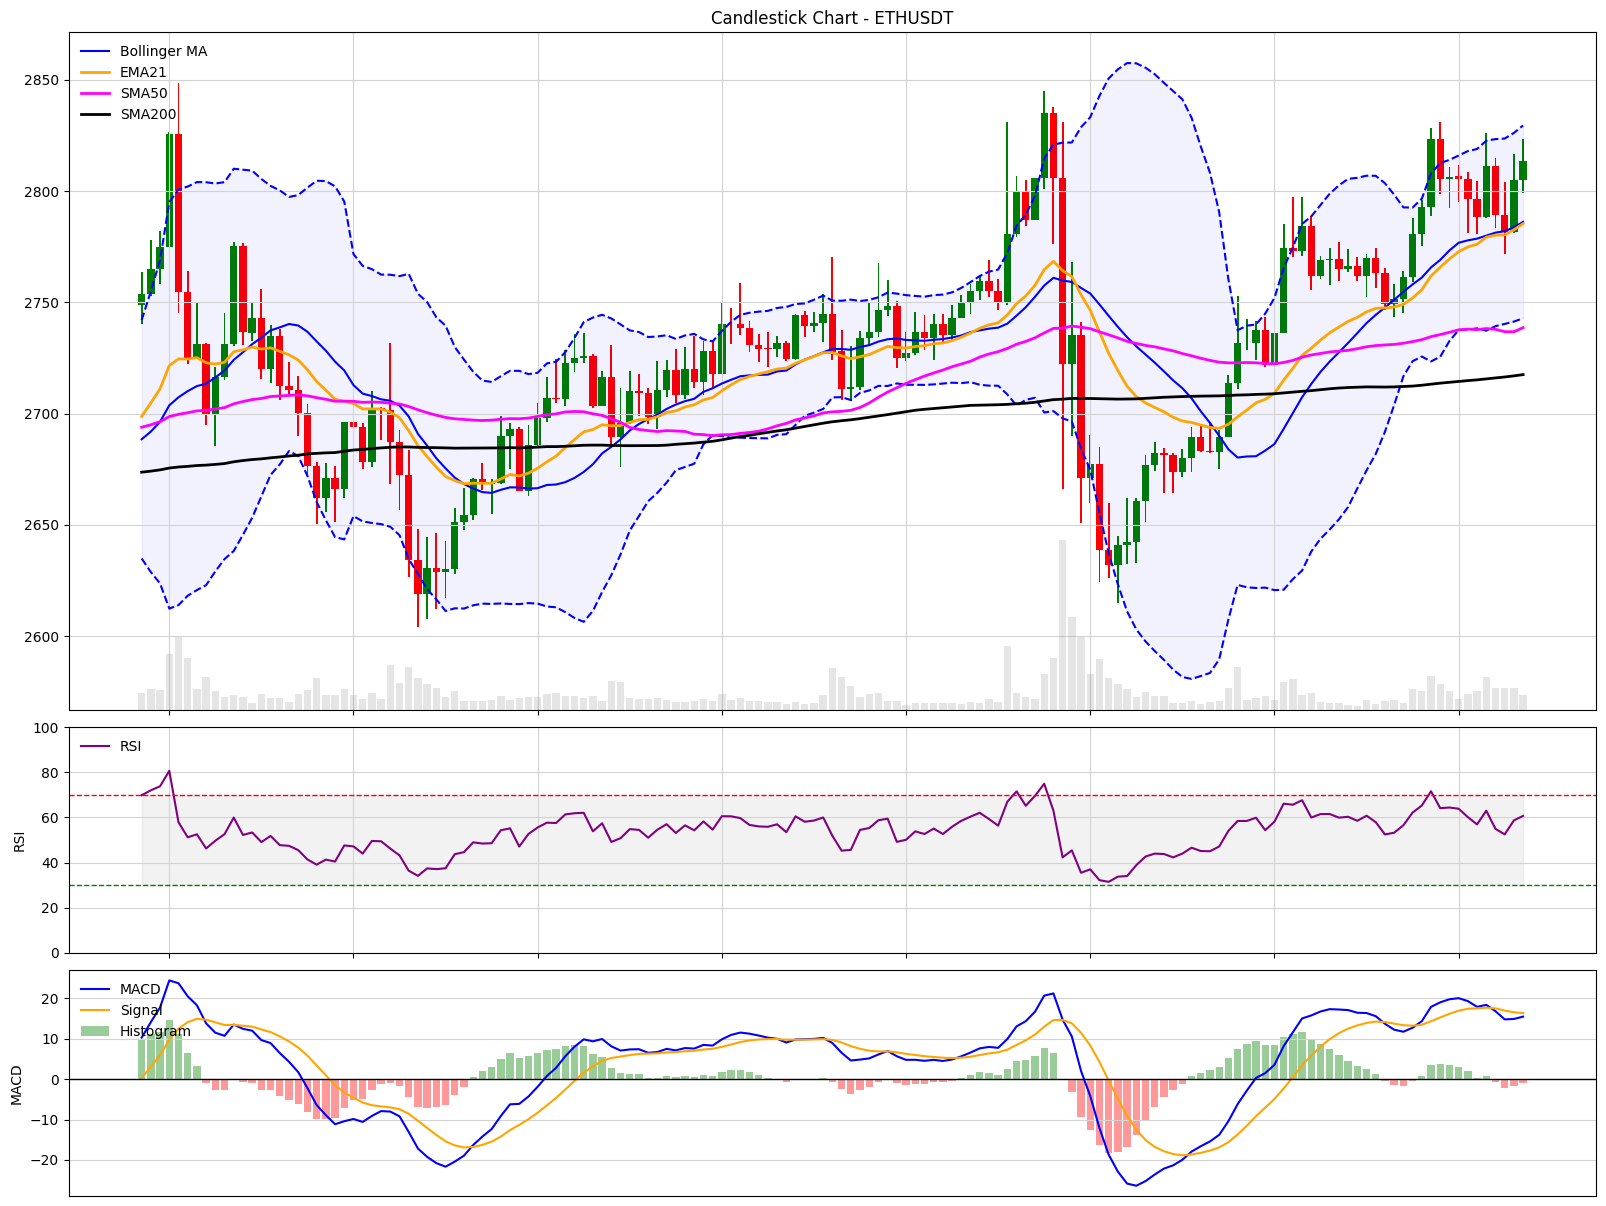 Candlestick Chart - ETHUSDT
Bollinger MA
EMA21
SMA50
SMA200
2850
2800
2750
2700
2650
2600
RSI
100
80
60
40
20
0
RSI
MACD
Signal
Histogram
20
10
0
−10
−20
MACD